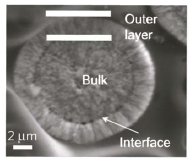 Outer
layer
Bulk
Interface
2 μm